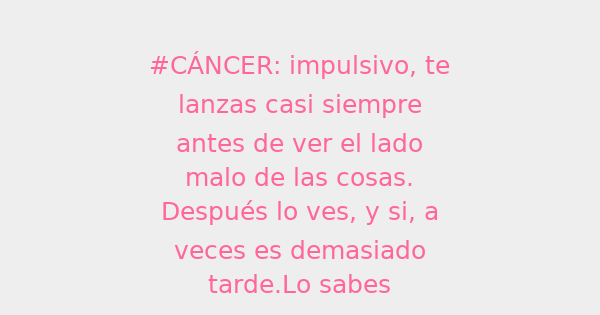 #CÁNCER: impulsivo, te
lanzas casi siempre
antes de ver el lado
malo de las cosas.
Después lo ves, y si, a
veces es demasiado
tarde.Lo sabes